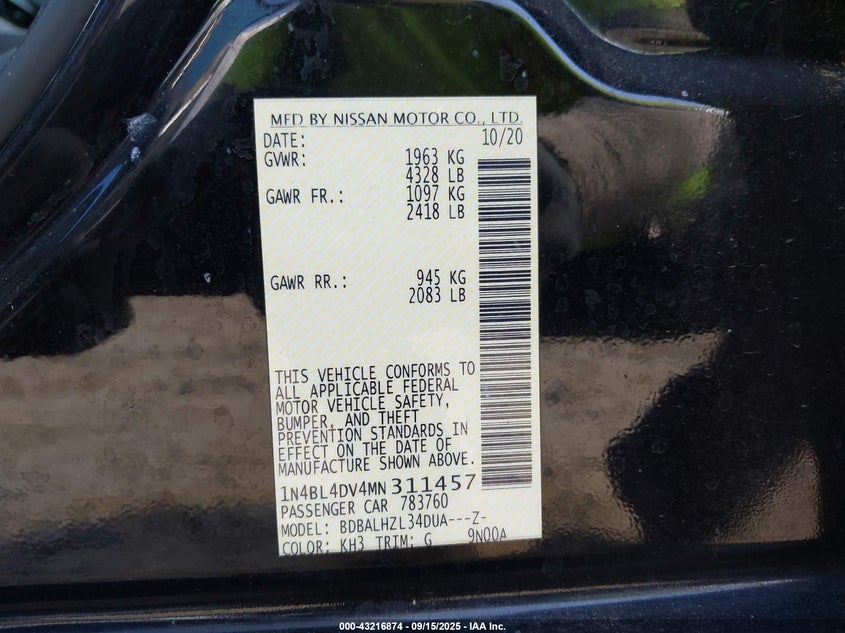 MFD BY NISSAN MOTOR CO., LTD.
DATE: 10/20
GVWR: 1963 KG
4328 LB
GAWR FR.: 1097 KG
2418 LB
GAWR RR.: 945 KG
2083 LB
THIS VEHICLE CONFORMS TO
ALL APPLICABLE FEDERAL
MOTOR VEHICLE SAFETY,
BUMPER, AND THEFT
PREVENTION STANDARDS IN
EFFECT ON THE DATE OF
MANUFACTURE SHOWN ABOVE.
1N4BL4DV4MN311457
PASSENGER CAR 783760
MODEL: BDBALHZL34DUA---Z-
COLOR: KH3 TRIM: G 9N00A
000-43216874 - 09/15/2025 - IAA Inc.